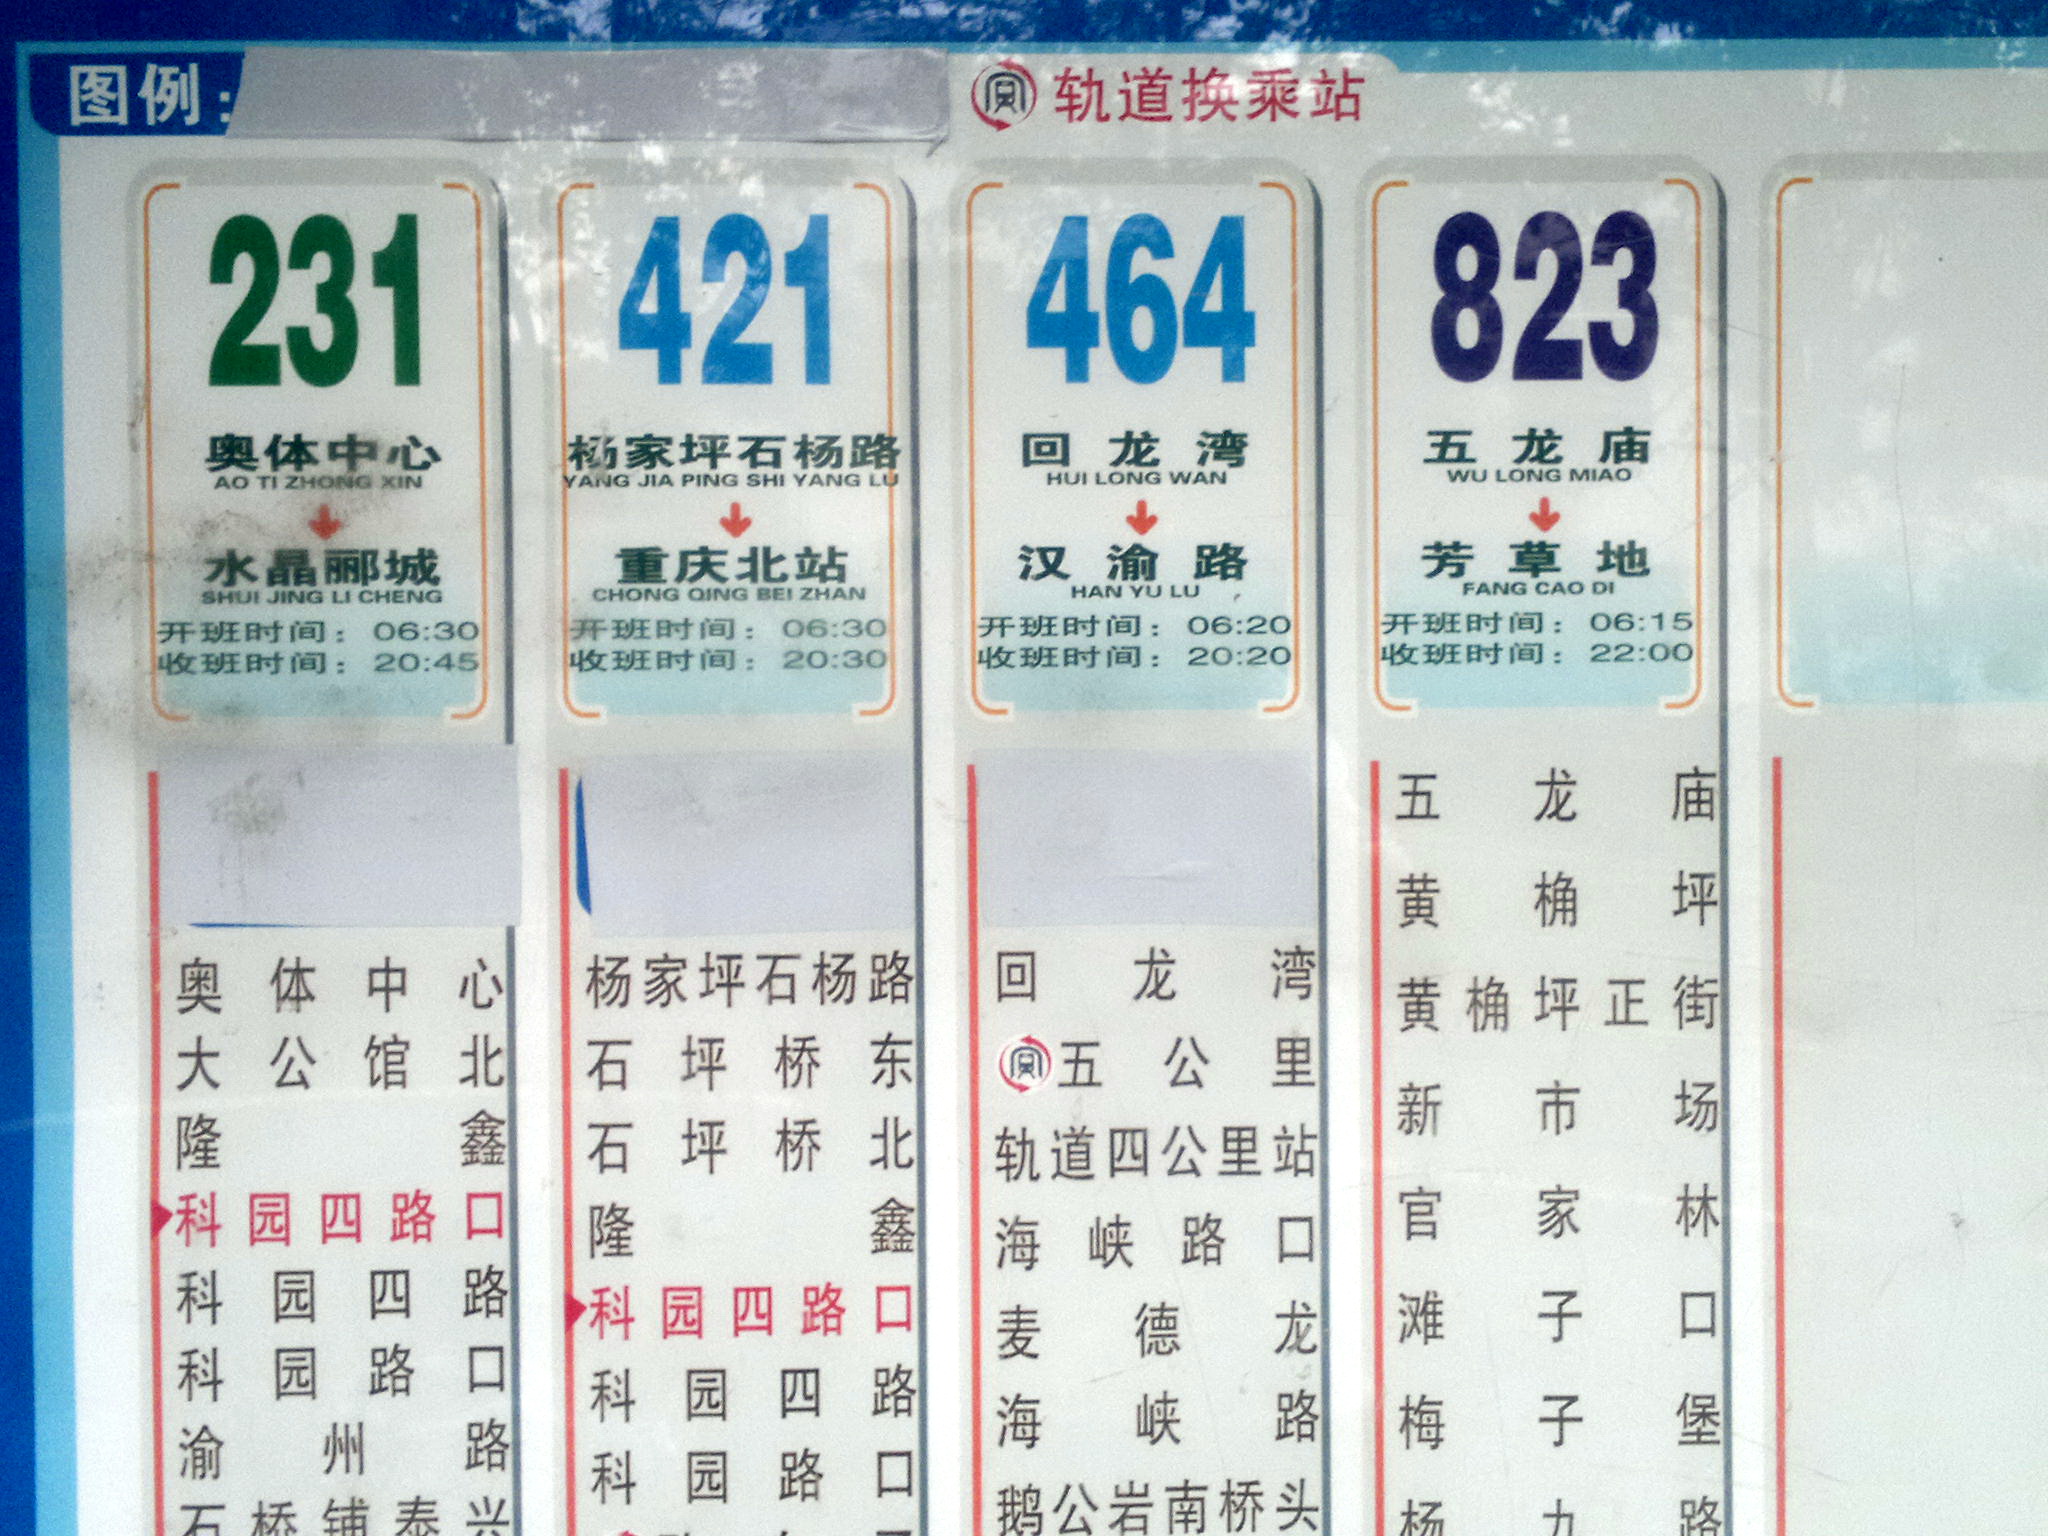 图例：
轨道换乘站
231
奥体中心
AO TI ZHONG XIN
水晶郦城
SHUI JING LI CHENG
开班时间：06:30
收班时间：20:45
奥体中心
大公馆北
隆鑫
科园四路口
科园四路
科园路口
渝州路
石桥铺泰兴
421
杨家坪石杨路
YANG JIA PING SHI YANG LU
重庆北站
CHONG QING BEI ZHAN
开班时间：06:30
收班时间：20:30
杨家坪石杨路
石坪桥东
石坪桥北
隆鑫
科园四路口
科园四路
科园路口
464
回龙湾
HUI LONG WAN
汉渝路
HAN YU LU
开班时间：06:20
收班时间：20:20
回龙湾
五公里
轨道四公里站
海峡路口
麦德龙
海峡路
鹅公岩南桥头
823
五龙庙
WU LONG MIAO
芳草地
FANG CAO DI
开班时间：06:15
收班时间：22:00
五龙庙
黄桷坪
黄桷坪正街
新市场
官家林
滩子口
梅子堡
杨九路